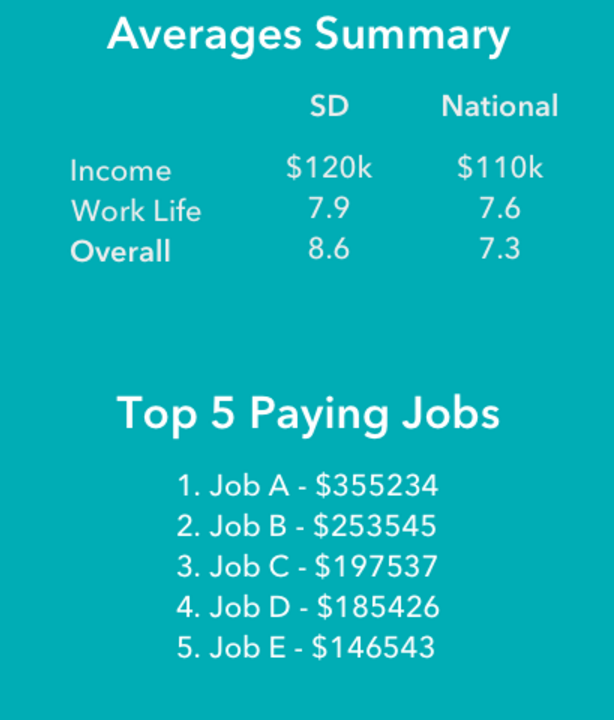 Averages Summary
SD National
Income $120k $110k
Work Life 7.9 7.6
Overall 8.6 7.3
Top 5 Paying Jobs
1. Job A - $355234
2. Job B - $253545
3. Job C - $197537
4. Job D - $185426
5. Job E - $146543